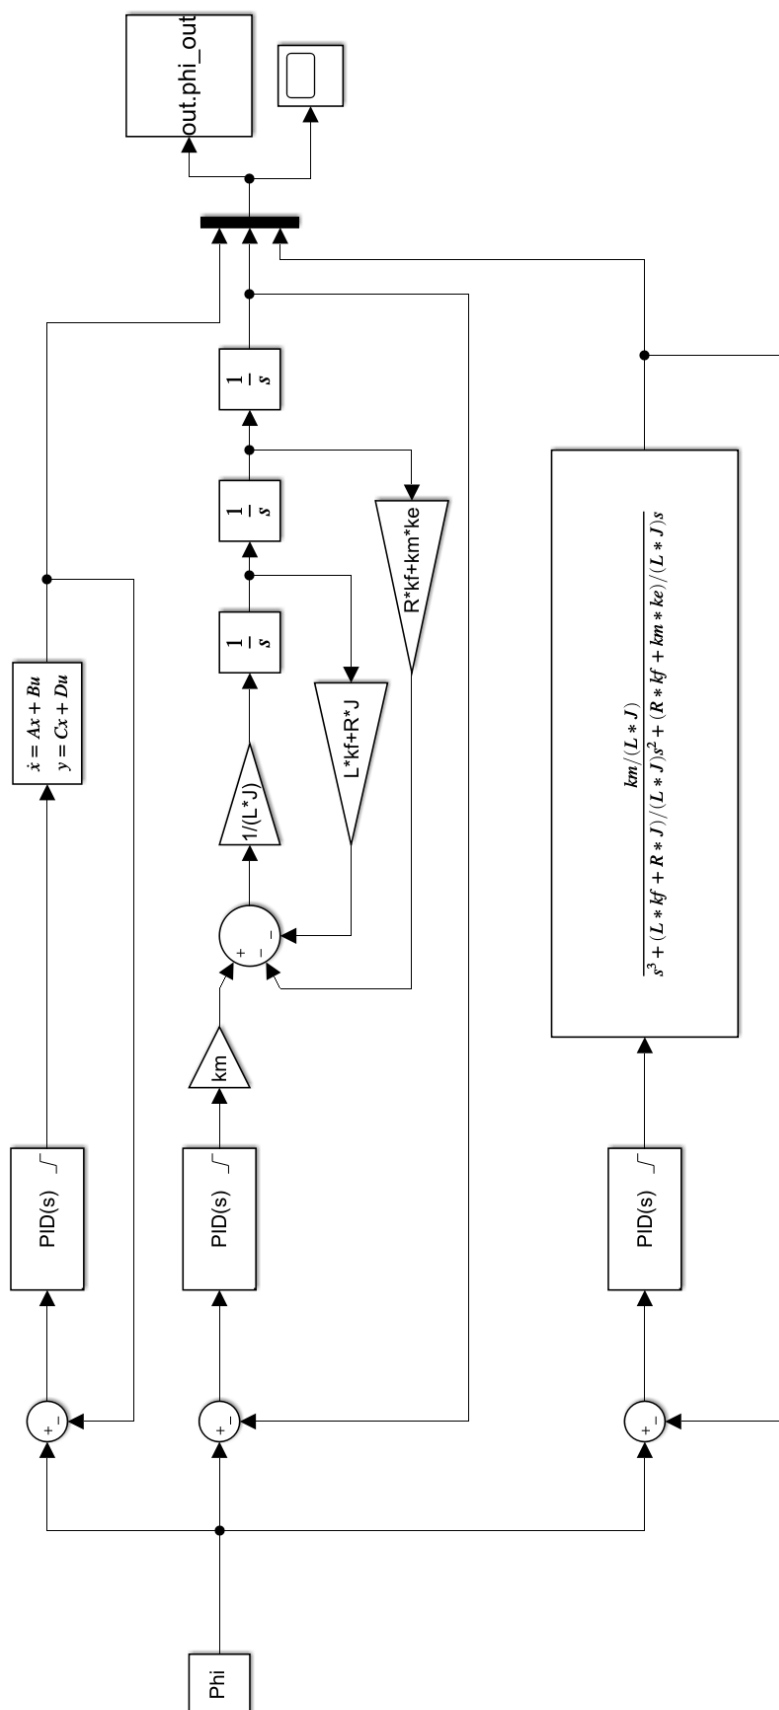 Phi
+
−
PID(s)
ẋ = Ax + Bu
y = Cx + Du
+
−
PID(s)
km
+
−
−
1/(L*J)
1
s
1
s
1
s
L*kf+R*J
R*kf+km*ke
+
−
PID(s)
km/(L * J)
s³ + (L * kf + R * J)/(L * J)s² + (R * kf + km * ke)/(L * J)s
out.phi_out